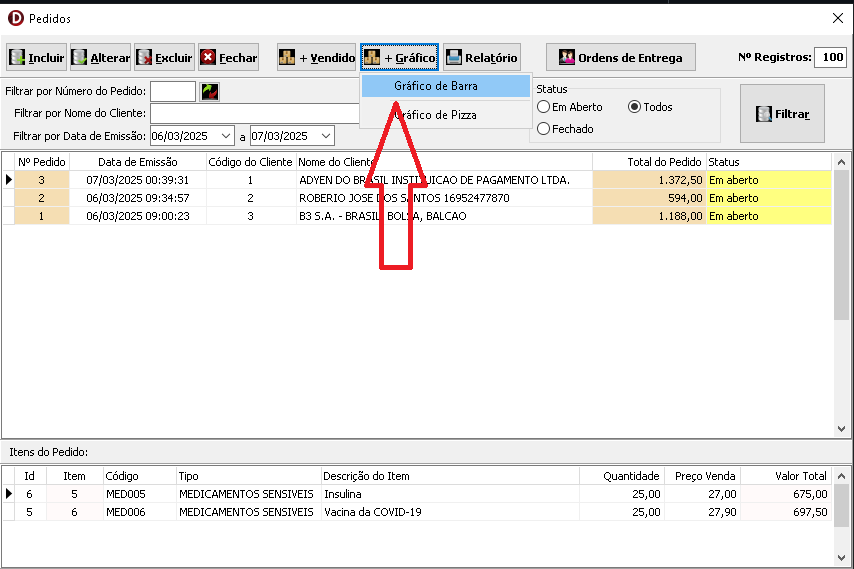 Pedidos
Incluir Alterar Excluir Fechar + Vendido + Gráfico Relatório Ordens de Entrega Nº Registros: 100
Gráfico de Barra
Gráfico de Pizza
Filtrar por Número do Pedido:
Filtrar por Nome do Cliente:
Filtrar por Data de Emissão: 06/03/2025 a 07/03/2025
Status
Em Aberto Todos
Fechado
Filtrar
Nº Pedido Data de Emissão Código do Cliente Nome do Cliente Total do Pedido Status
3 07/03/2025 00:39:31 1 ADYEN DO BRASIL INSTITUICAO DE PAGAMENTO LTDA. 1.372,50 Em aberto
2 06/03/2025 09:34:57 2 ROBERIO JOSE DOS SANTOS 16952477870 594,00 Em aberto
1 06/03/2025 09:00:23 3 B3 S.A. - BRASIL, BOLSA, BALCAO 1.188,00 Em aberto
Itens do Pedido:
Id Item Código Tipo Descrição do Item Quantidade Preço Venda Valor Total
6 5 MED005 MEDICAMENTOS SENSIVEIS Insulina 25,00 27,00 675,00
5 6 MED006 MEDICAMENTOS SENSIVEIS Vacina da COVID-19 25,00 27,90 697,50